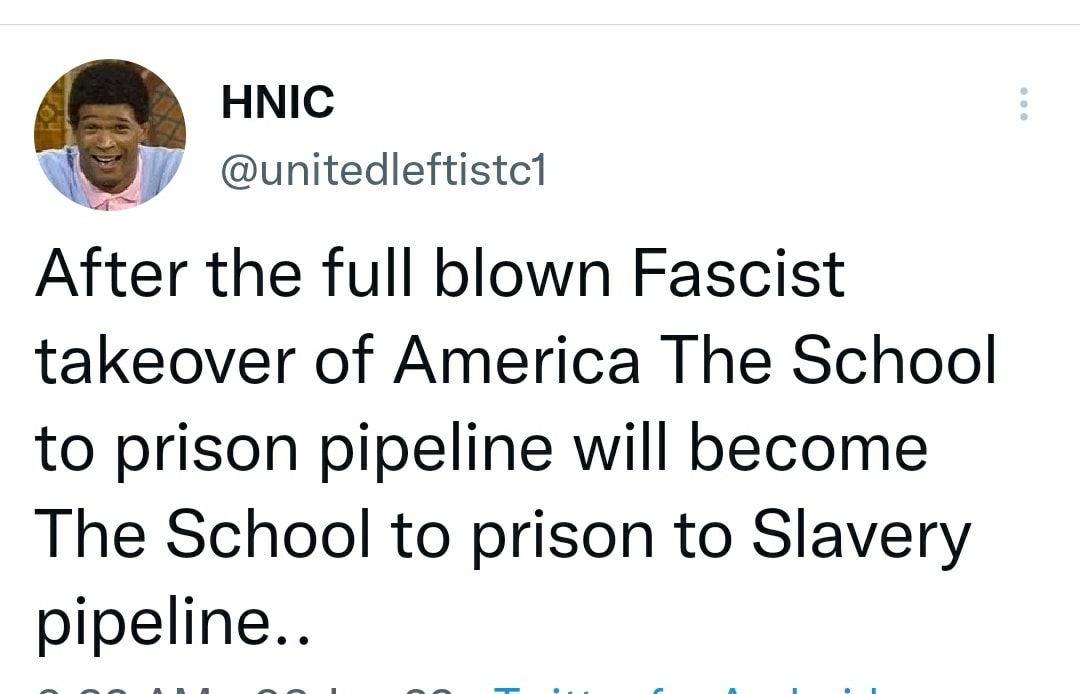 HNIC
@unitedleftistc1
After the full blown Fascist
takeover of America The School
to prison pipeline will become
The School to prison to Slavery
pipeline..